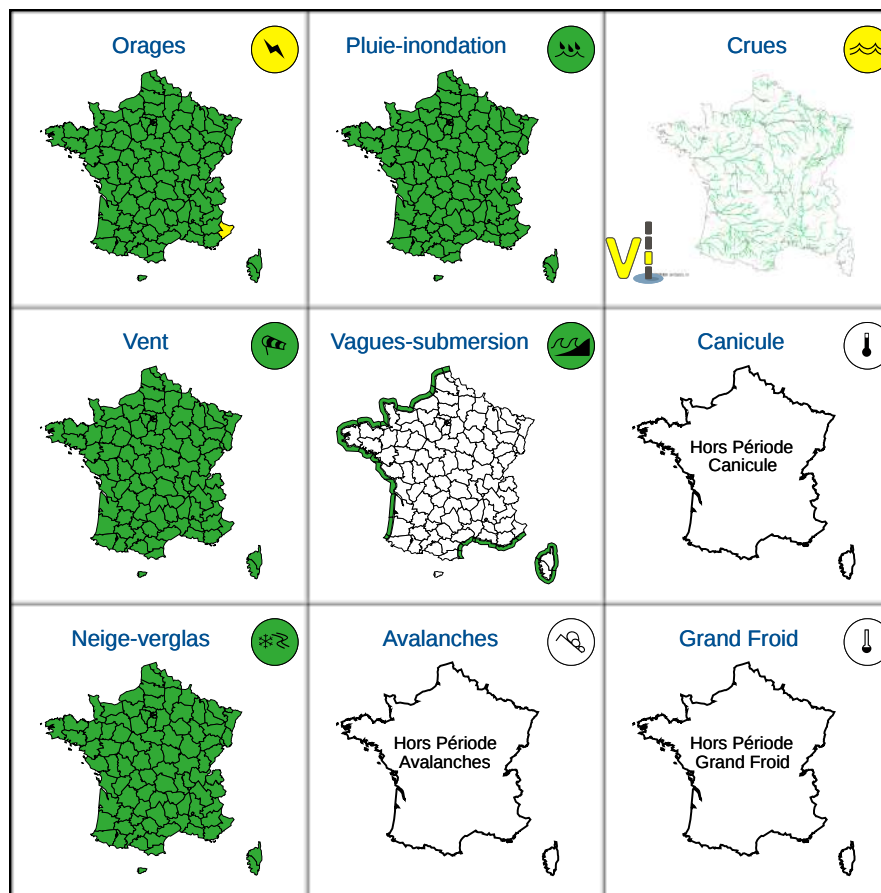 Orages
Pluie-inondation
Crues
Vi
Vent
Vagues-submersion
Canicule
Hors Période
Canicule
Neige-verglas
Avalanches
Grand Froid
Hors Période
Avalanches
Hors Période
Grand Froid